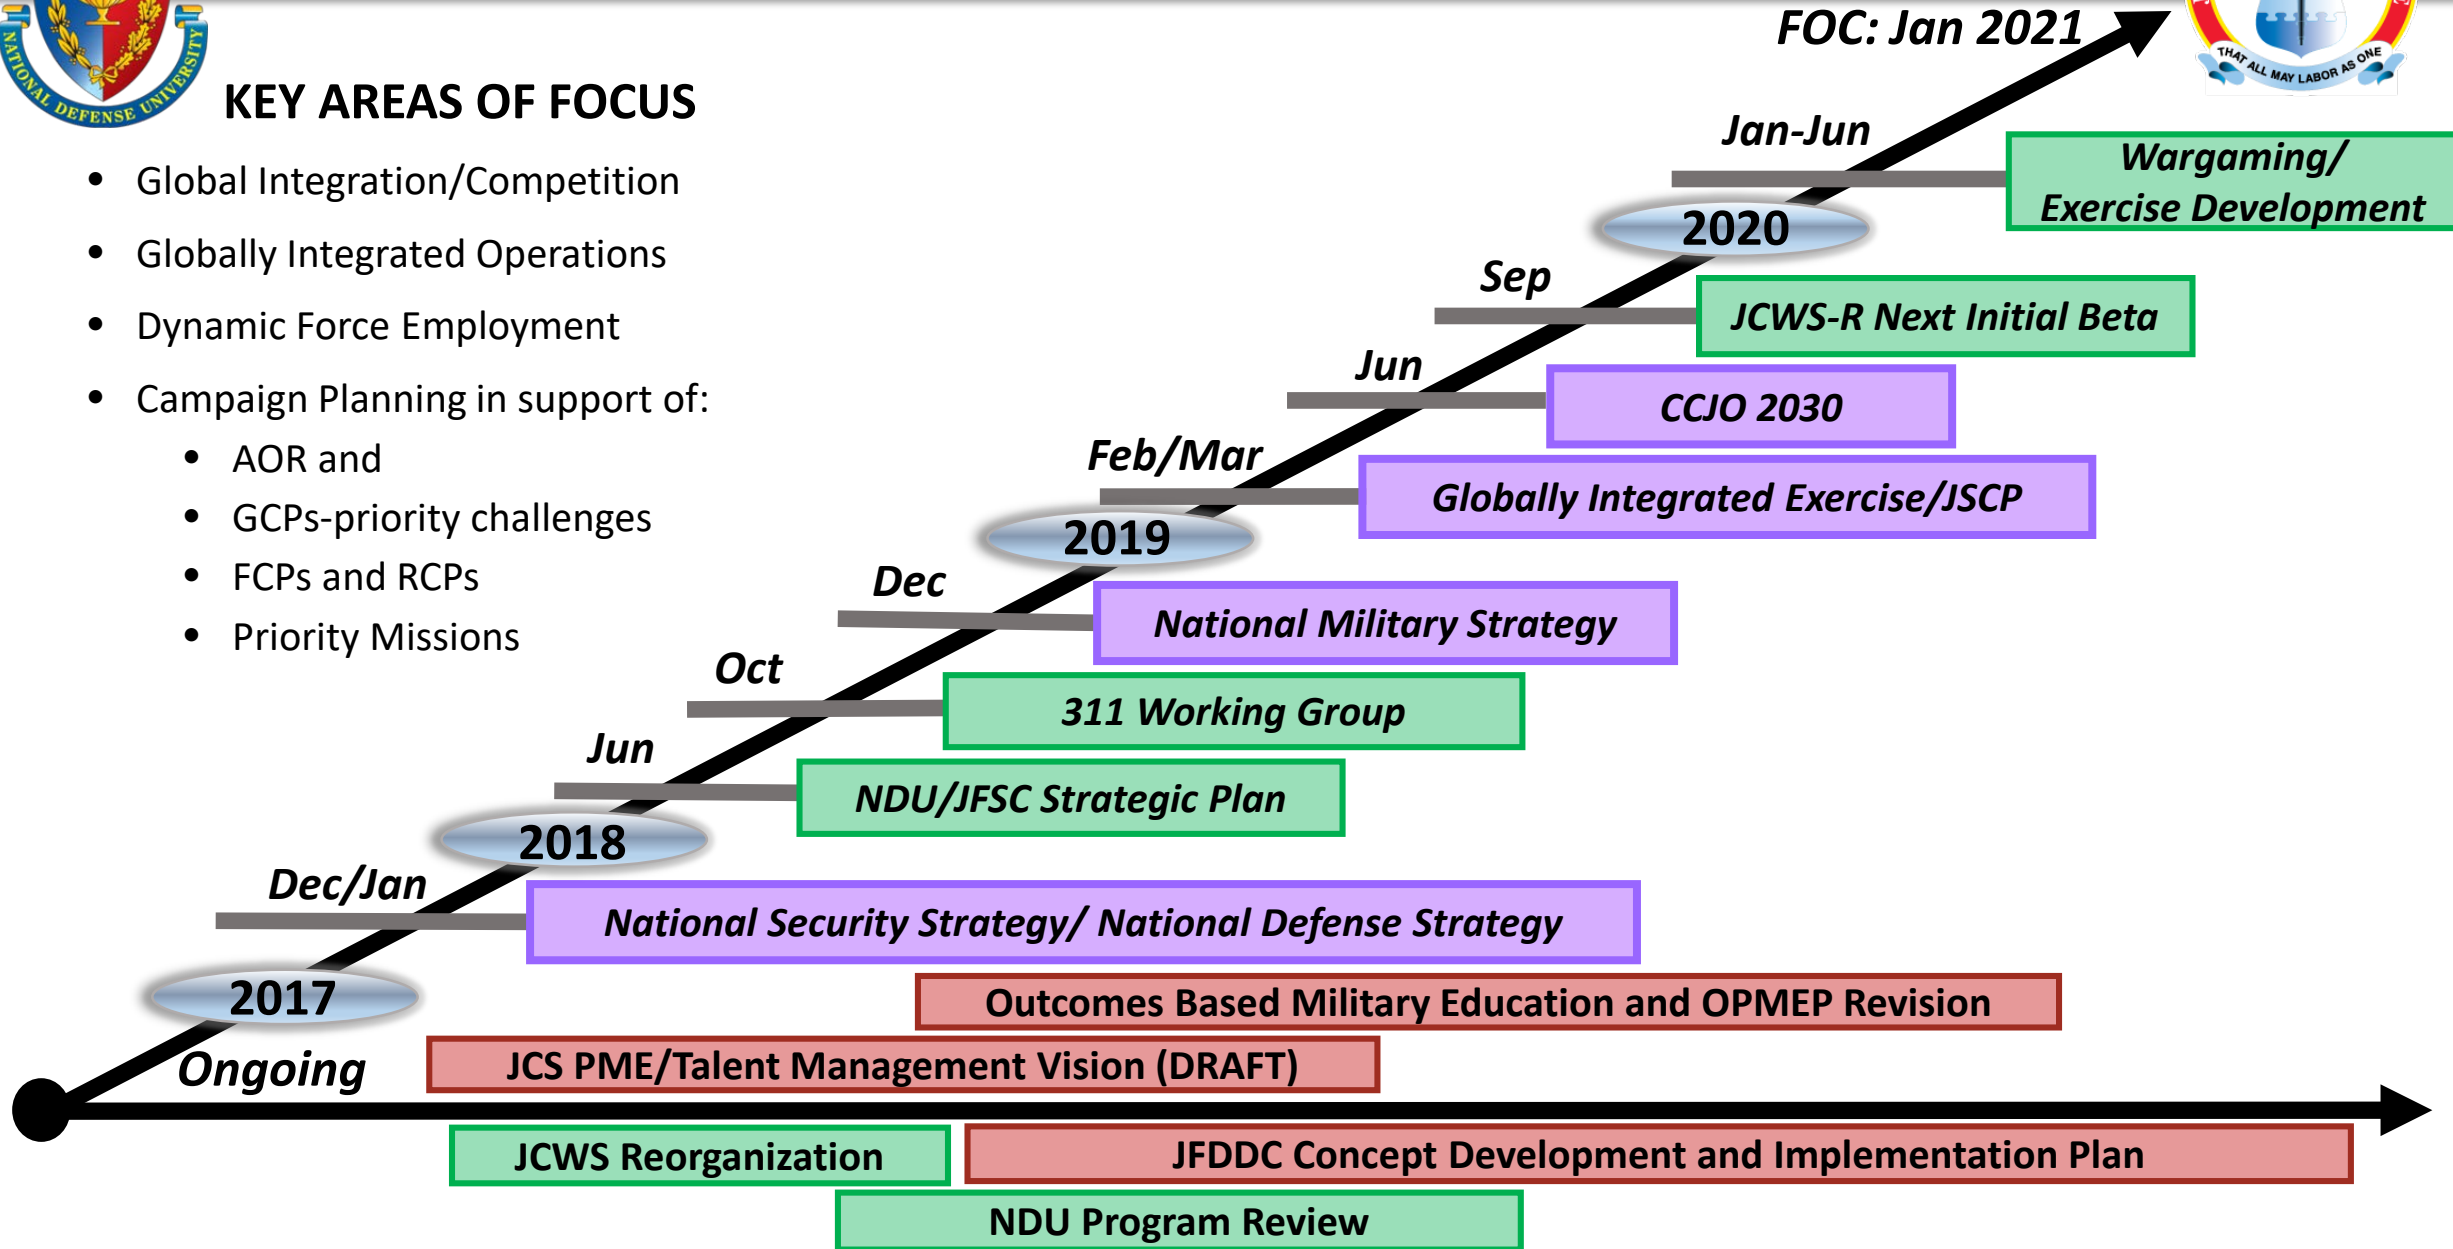 NATIONAL DEFENSE UNIVERSITY
THAT ALL MAY LABOR AS ONE
KEY AREAS OF FOCUS
• Global Integration/Competition
• Globally Integrated Operations
• Dynamic Force Employment
• Campaign Planning in support of:
• AOR and
• GCPs-priority challenges
• FCPs and RCPs
• Priority Missions
FOC: Jan 2021
Jan-Jun
Wargaming/
Exercise Development
2020
Sep
JCWS-R Next Initial Beta
Jun
CCJO 2030
Feb/Mar
Globally Integrated Exercise/JSCP
2019
Dec
National Military Strategy
Oct
311 Working Group
Jun
NDU/JFSC Strategic Plan
2018
Dec/Jan
National Security Strategy/ National Defense Strategy
2017
Outcomes Based Military Education and OPMEP Revision
Ongoing
JCS PME/Talent Management Vision (DRAFT)
JCWS Reorganization
JFDDC Concept Development and Implementation Plan
NDU Program Review